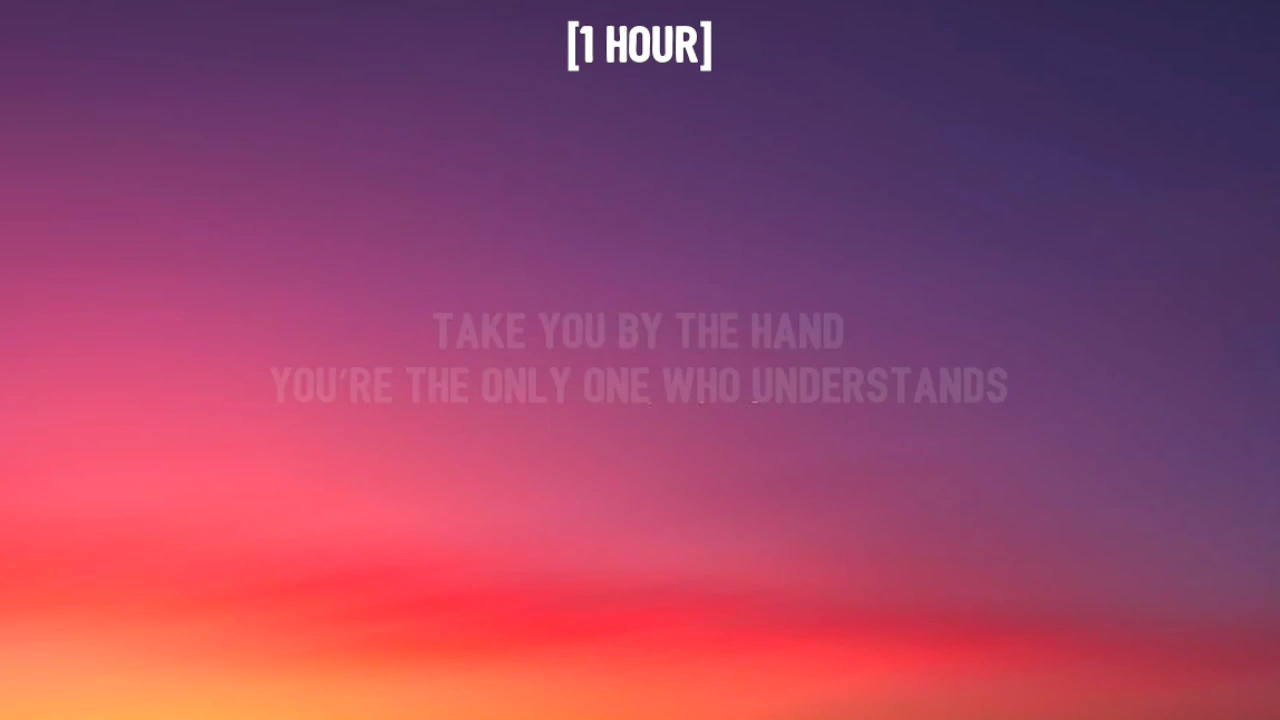 [1 HOUR]
TAKE YOU BY THE HAND
YOU'RE THE ONLY ONE WHO UNDERSTANDS